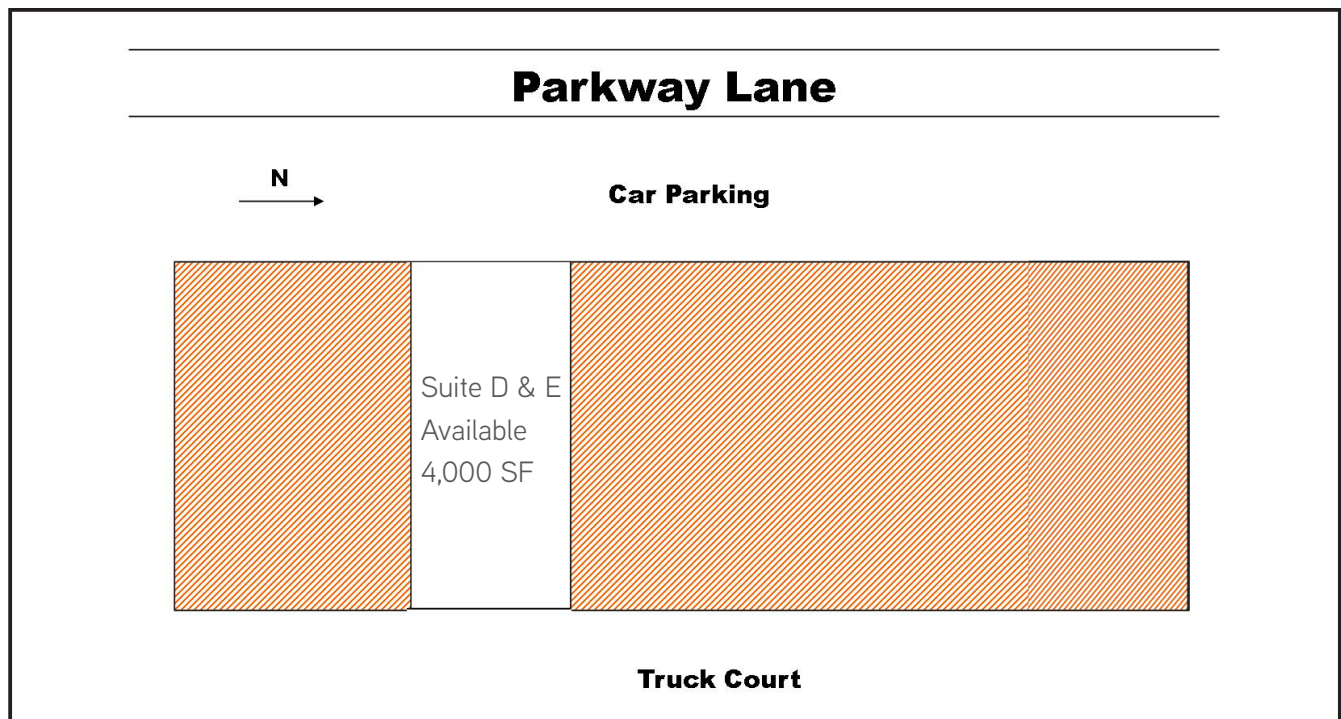 Parkway Lane
N
Car Parking
Suite D & E
Available
4,000 SF
Truck Court